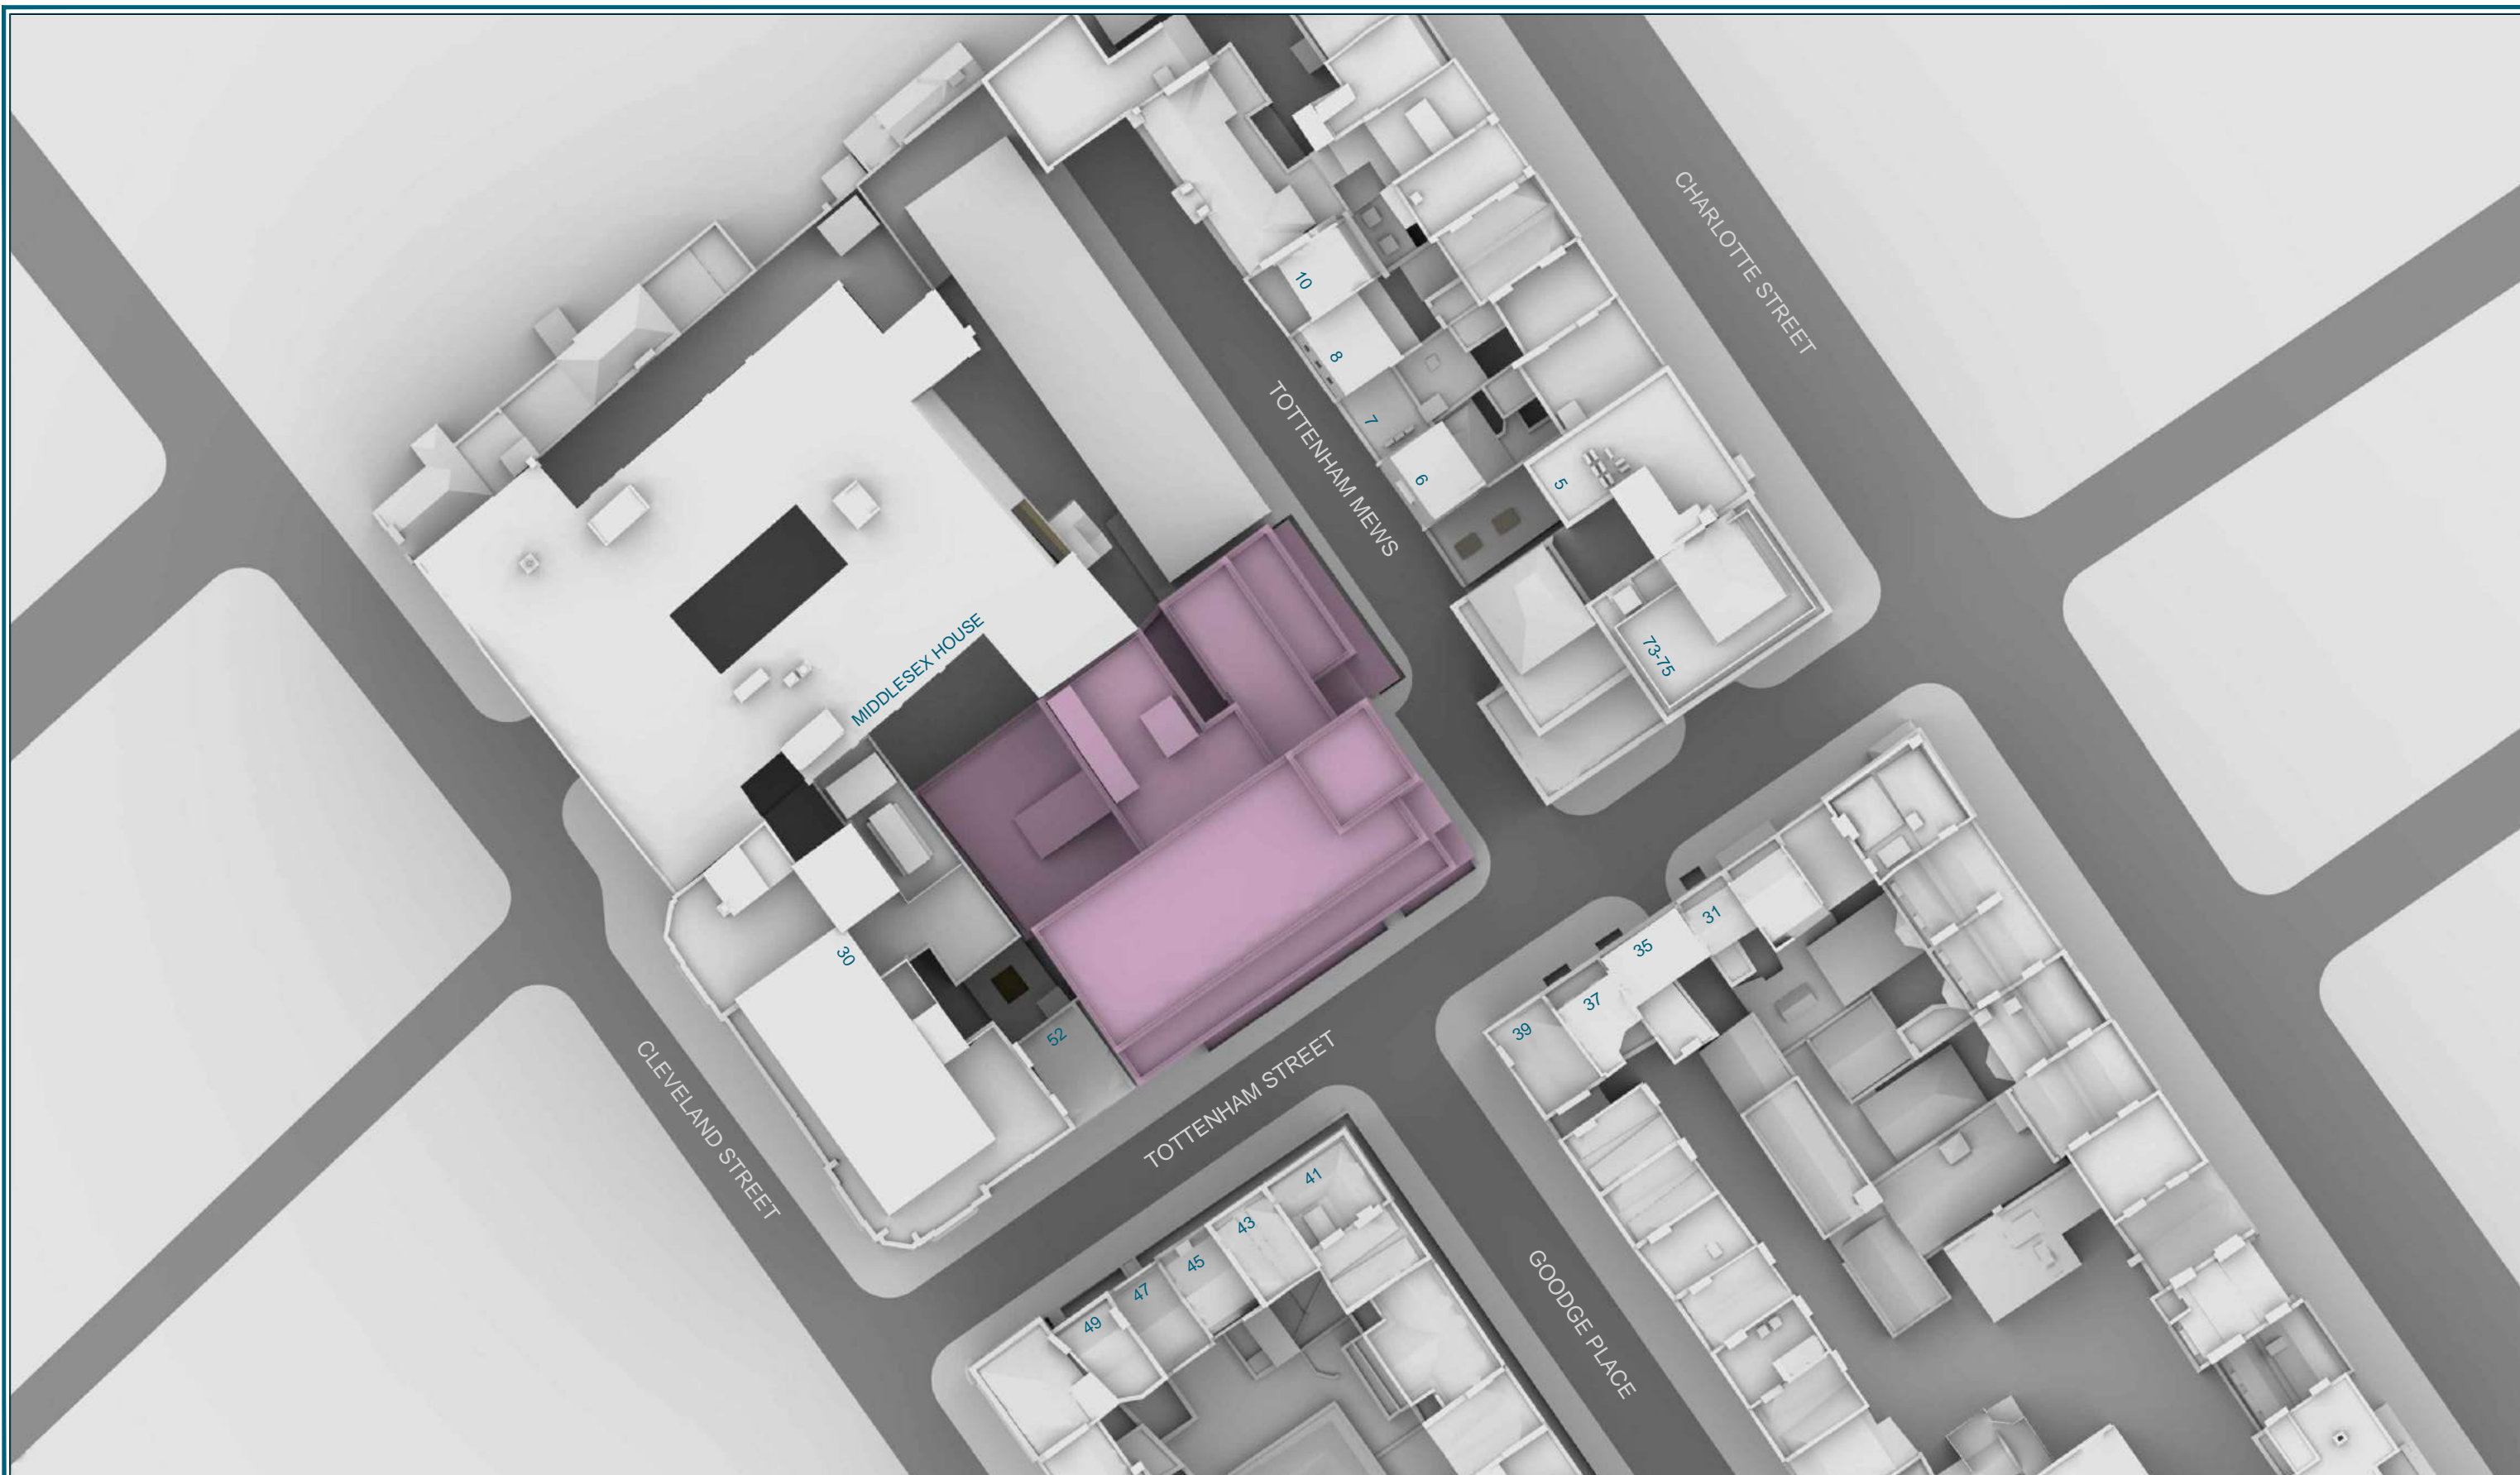 CHARLOTTE STREET
10
8
7
TOTTENHAM MEWS
6
5
MIDDLESEX HOUSE
73-75
31
35
30
37
39
52
CLEVELAND STREET
TOTTENHAM STREET
41
43
45
47
49
GOODGE PLACE